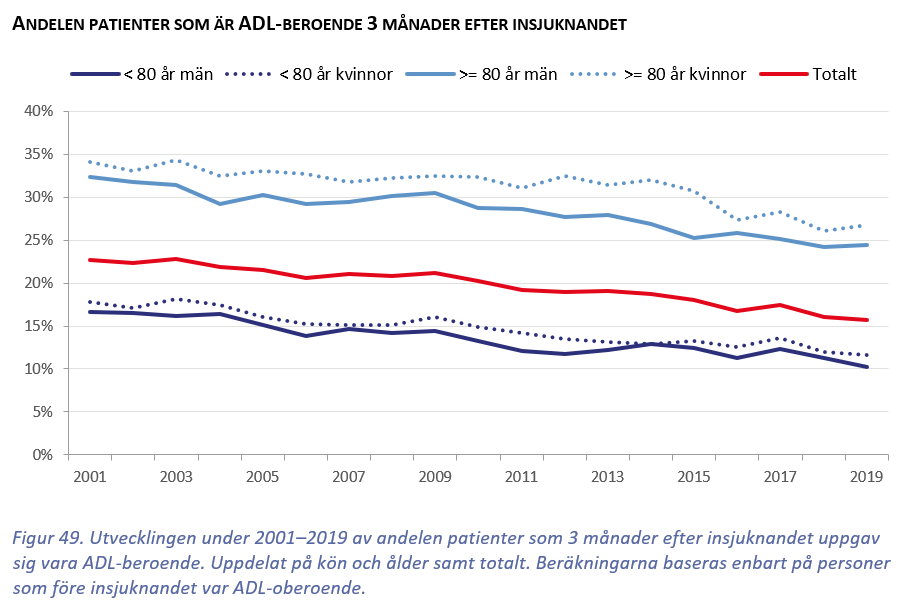 ANDELEN PATIENTER SOM ÄR ADL-BEROENDE 3 MÅNADER EFTER INSJUKNANDET
< 80 år män < 80 år kvinnor >= 80 år män >= 80 år kvinnor Totalt
40%
35%
30%
25%
20%
15%
10%
5%
0%
2001 2003 2005 2007 2009 2011 2013 2015 2017 2019
Figur 49. Utvecklingen under 2001–2019 av andelen patienter som 3 månader efter insjuknandet uppgav
sig vara ADL-beroende. Uppdelat på kön och ålder samt totalt. Beräkningarna baseras enbart på personer
som före insjuknandet var ADL-oberoende.